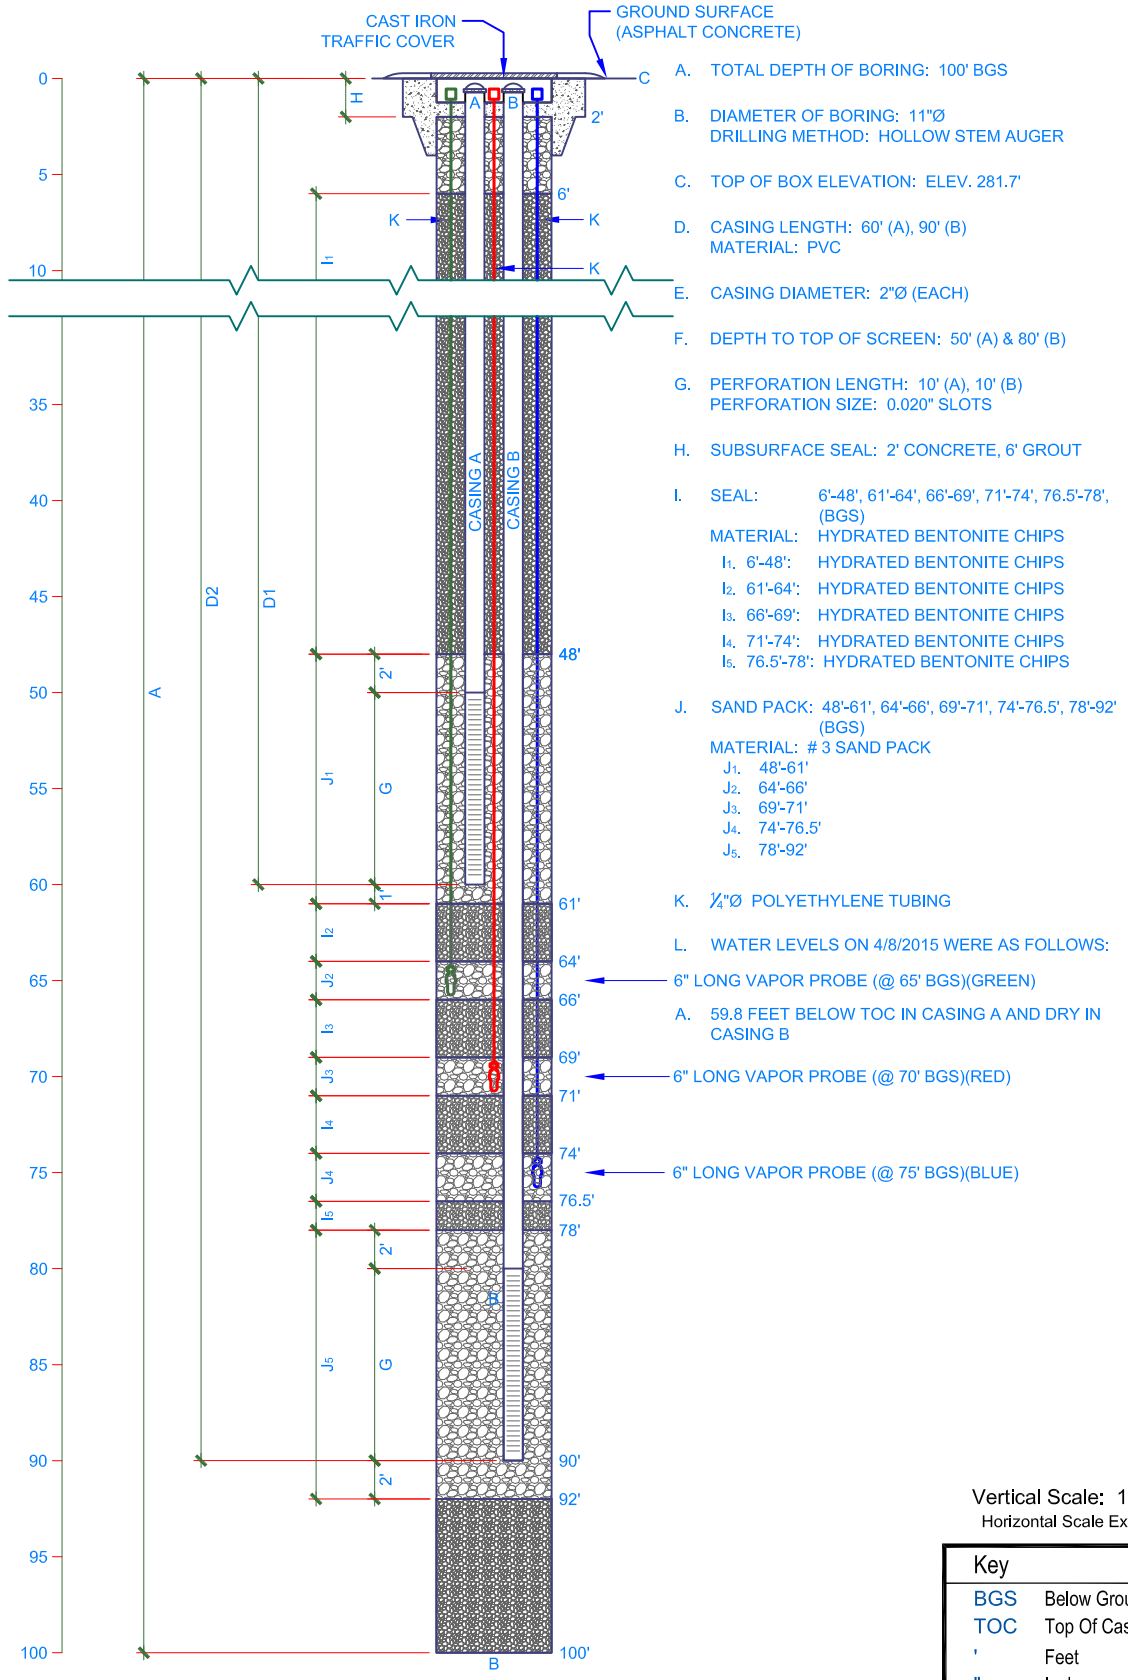 CAST IRON
TRAFFIC COVER
GROUND SURFACE
(ASPHALT CONCRETE)
0
5
10
35
40
45
50
55
60
65
70
75
80
85
90
95
100
A
D2
D1
H
I1
2'
J1
G
1'
I2
J2
I3
J3
I4
J4
I5
2'
J5
G
2'
A
B
C
2'
6'
K
K
K
CASING A
CASING B
48'
61'
64'
66'
69'
71'
74'
76.5'
78'
B
90'
92'
100'
B
A. TOTAL DEPTH OF BORING: 100' BGS
B. DIAMETER OF BORING: 11"Ø
DRILLING METHOD: HOLLOW STEM AUGER
C. TOP OF BOX ELEVATION: ELEV. 281.7'
D. CASING LENGTH: 60' (A), 90' (B)
MATERIAL: PVC
E. CASING DIAMETER: 2"Ø (EACH)
F. DEPTH TO TOP OF SCREEN: 50' (A) & 80' (B)
G. PERFORATION LENGTH: 10' (A), 10' (B)
PERFORATION SIZE: 0.020" SLOTS
H. SUBSURFACE SEAL: 2' CONCRETE, 6' GROUT
I. SEAL: 6'-48', 61'-64', 66'-69', 71'-74', 76.5'-78',
(BGS)
MATERIAL: HYDRATED BENTONITE CHIPS
I1. 6'-48': HYDRATED BENTONITE CHIPS
I2. 61'-64': HYDRATED BENTONITE CHIPS
I3. 66'-69': HYDRATED BENTONITE CHIPS
I4. 71'-74': HYDRATED BENTONITE CHIPS
I5. 76.5'-78': HYDRATED BENTONITE CHIPS
J. SAND PACK: 48'-61', 64'-66', 69'-71', 74'-76.5', 78'-92'
(BGS)
MATERIAL: # 3 SAND PACK
J1. 48'-61'
J2. 64'-66'
J3. 69'-71'
J4. 74'-76.5'
J5. 78'-92'
K. ¼"Ø POLYETHYLENE TUBING
L. WATER LEVELS ON 4/8/2015 WERE AS FOLLOWS:
6" LONG VAPOR PROBE (@ 65' BGS)(GREEN)
A. 59.8 FEET BELOW TOC IN CASING A AND DRY IN
CASING B
6" LONG VAPOR PROBE (@ 70' BGS)(RED)
6" LONG VAPOR PROBE (@ 75' BGS)(BLUE)
Vertical Scale: 1
Horizontal Scale Ex
Key
BGS Below Grou
TOC Top Of Cas
' Feet